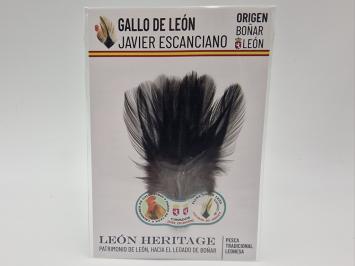 GALLO DE LEÓN
JAVIER ESCANCIANO
ORIGEN
BOÑAR
LEÓN
LEÓN HERITAGE
PATRIMONIO DE LEÓN, HACIA EL LEGADO DE BOÑAR
PESCA
TRADICIONAL
LEONESA